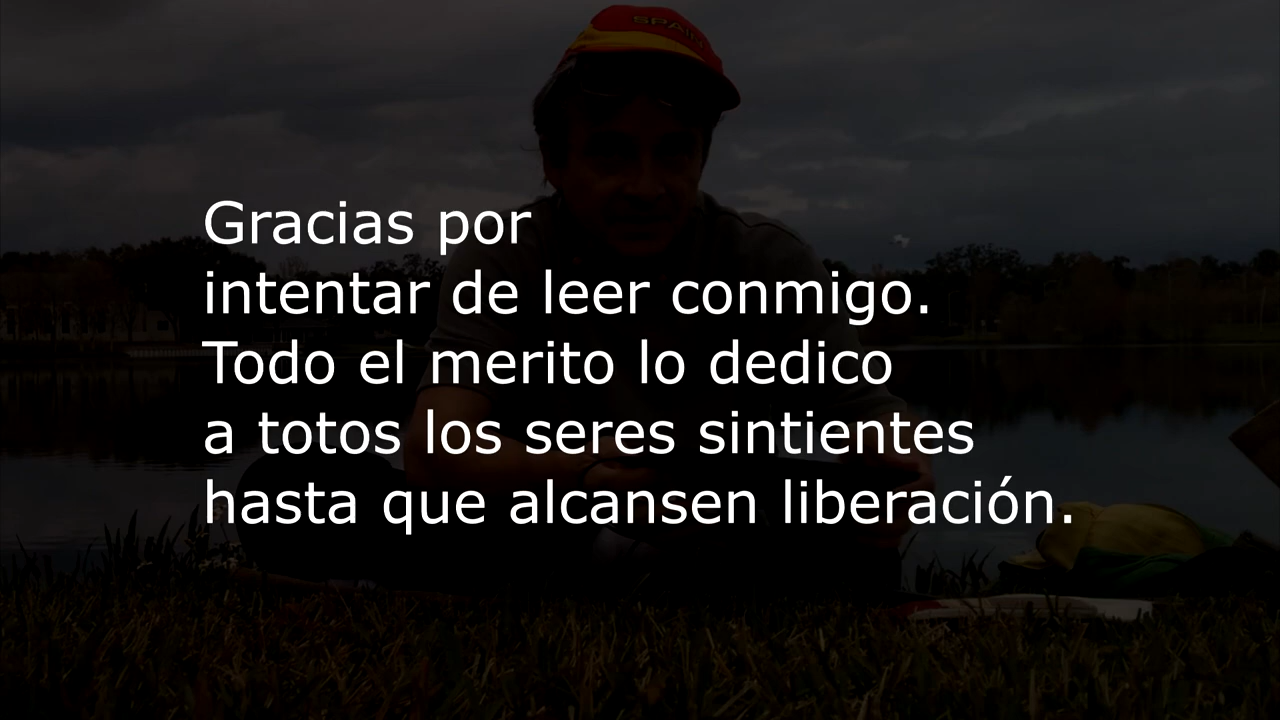 SPAIN
Gracias por
intentar de leer conmigo.
Todo el merito lo dedico
a totos los seres sintientes
hasta que alcansen liberación.